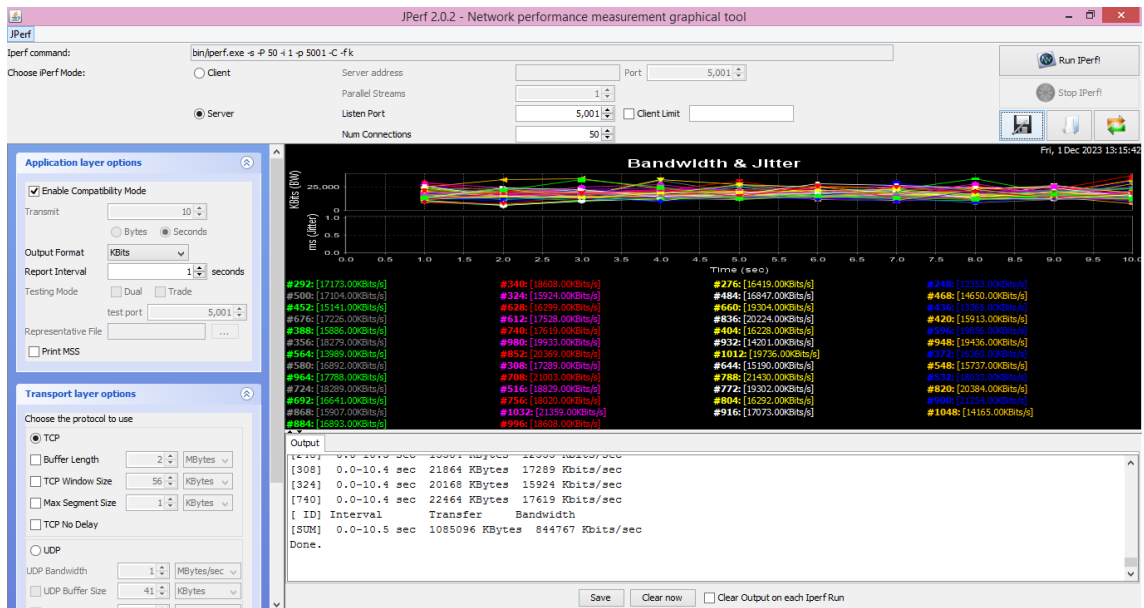 JPerf 2.0.2 - Network performance measurement graphical tool
JPerf
Iperf command:
bin/iperf.exe -s -P 50 -i 1 -p 5001 -C -f k
Choose iPerf Mode:
Client
Server address
Port
5,001
Parallel Streams
1
Server
Listen Port
5,001
Client Limit
Num Connections
50
Run IPerf!
Stop IPerf!
Application layer options
Enable Compatibility Mode
Transmit
10
Bytes
Seconds
Output Format
KBits
Report Interval
1
seconds
Testing Mode
Dual
Trade
test port
5,001
Representative File
...
Print MSS
Transport layer options
Choose the protocol to use
TCP
Buffer Length
2
MBytes
TCP Window Size
56
KBytes
Max Segment Size
1
KBytes
TCP No Delay
UDP
UDP Bandwidth
1
MBytes/sec
UDP Buffer Size
41
KBytes
Fri, 1 Dec 2023 13:15:42
Bandwidth & Jitter
KBits (BW)
25,000
0
ms (Jitter)
1.0
0.5
0.0
0.0 0.5 1.0 1.5 2.0 2.5 3.0 3.5 4.0 4.5 5.0 5.5 6.0 6.5 7.0 7.5 8.0 8.5 9.0 9.5 10.0
Time (sec)
#292: [17173.00KBits/s]
#500: [17104.00KBits/s]
#452: [15141.00KBits/s]
#676: [17226.00KBits/s]
#388: [15886.00KBits/s]
#356: [18279.00KBits/s]
#564: [13989.00KBits/s]
#580: [16892.00KBits/s]
#964: [17788.00KBits/s]
#724: [18289.00KBits/s]
#692: [16641.00KBits/s]
#868: [15907.00KBits/s]
#884: [16893.00KBits/s]
#340: [18608.00KBits/s]
#324: [15924.00KBits/s]
#628: [16299.00KBits/s]
#612: [17528.00KBits/s]
#740: [17619.00KBits/s]
#980: [19933.00KBits/s]
#852: [20369.00KBits/s]
#308: [17289.00KBits/s]
#708: [21003.00KBits/s]
#516: [18829.00KBits/s]
#756: [18020.00KBits/s]
#1032: [21359.00KBits/s]
#996: [18608.00KBits/s]
#276: [16419.00KBits/s]
#484: [16847.00KBits/s]
#660: [19304.00KBits/s]
#836: [20224.00KBits/s]
#404: [16228.00KBits/s]
#932: [14201.00KBits/s]
#1012: [19736.00KBits/s]
#644: [15190.00KBits/s]
#788: [21430.00KBits/s]
#772: [19302.00KBits/s]
#804: [16292.00KBits/s]
#916: [17073.00KBits/s]
#468: [14650.00KBits/s]
#420: [15913.00KBits/s]
#948: [19436.00KBits/s]
#548: [15737.00KBits/s]
#820: [20384.00KBits/s]
#1048: [14165.00KBits/s]
Output
[308] 0.0-10.4 sec 21864 KBytes 17289 Kbits/sec
[324] 0.0-10.4 sec 20168 KBytes 15924 Kbits/sec
[740] 0.0-10.4 sec 22464 KBytes 17619 Kbits/sec
[ ID] Interval Transfer Bandwidth
[SUM] 0.0-10.5 sec 1085096 KBytes 844767 Kbits/sec
Done.
Save
Clear now
Clear Output on each Iperf Run